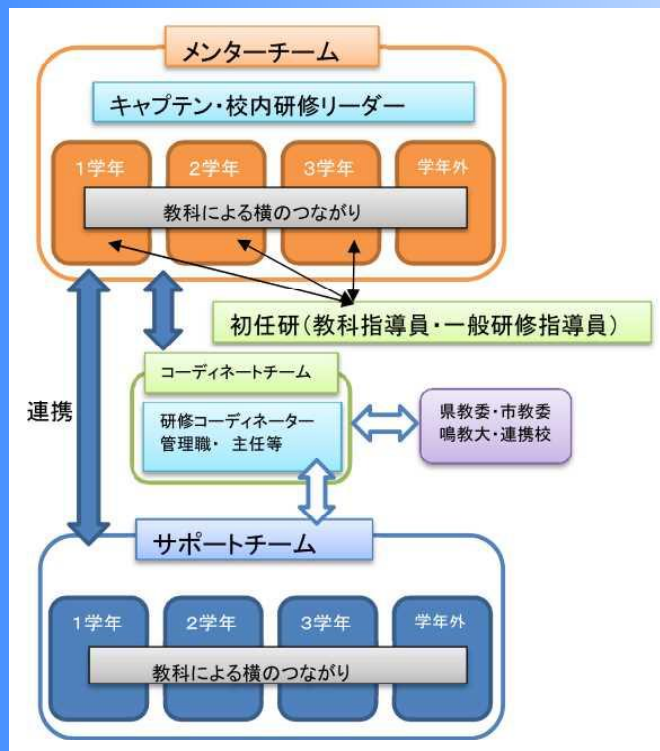 メンターチーム
キャプテン・校内研修リーダー
1学年
2学年
3学年
学年外
教科による横のつながり
初任研(教科指導員・一般研修指導員)
コーディネートチーム
連携
研修コーディネーター
管理職・ 主任等
県教委・市教委
鳴教大・連携校
サポートチーム
1学年
2学年
3学年
学年外
教科による横のつながり